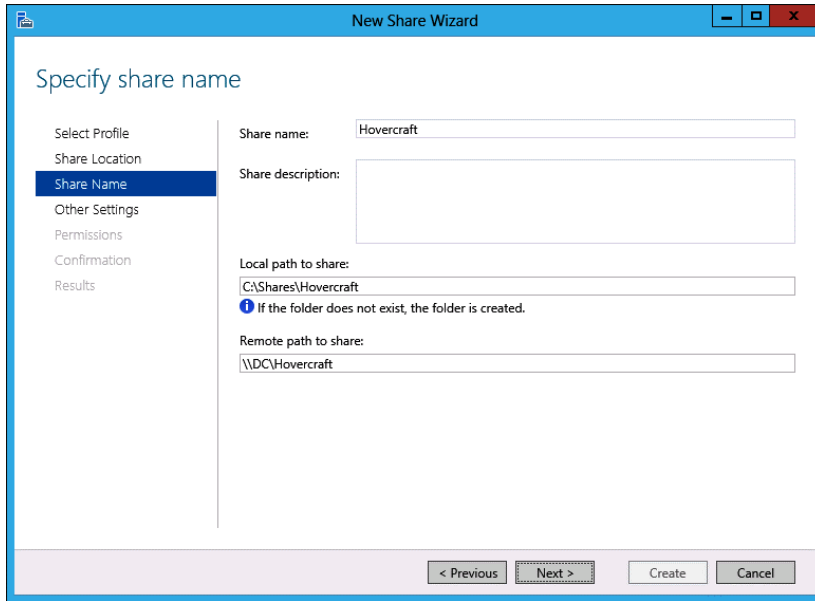 New Share Wizard
Specify share name
Select Profile
Share Location
Share Name
Other Settings
Permissions
Confirmation
Results
Share name:
Hovercraft
Share description:
Local path to share:
C:\Shares\Hovercraft
If the folder does not exist, the folder is created.
Remote path to share:
\\DC\Hovercraft
< Previous
Next >
Create
Cancel